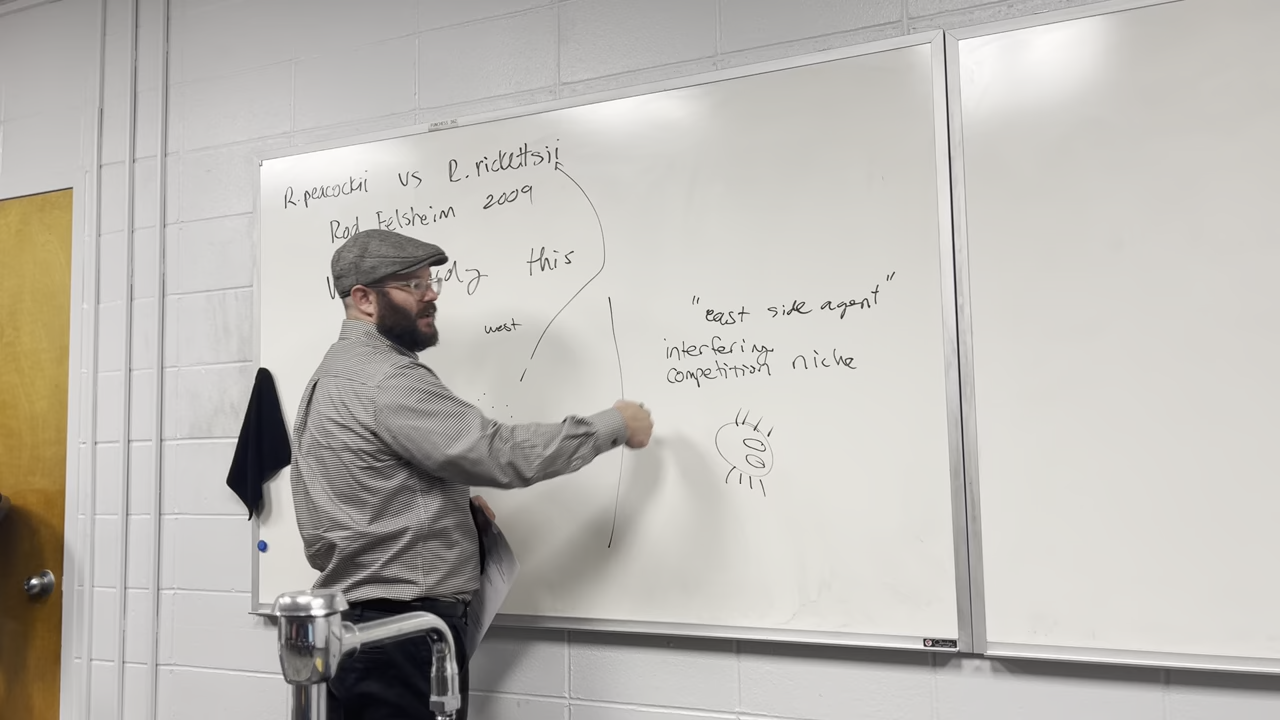 R. peacockii vs R. rickettsii
Rod Felsheim 2009
this
west
"east side agent"
interfering
competition niche